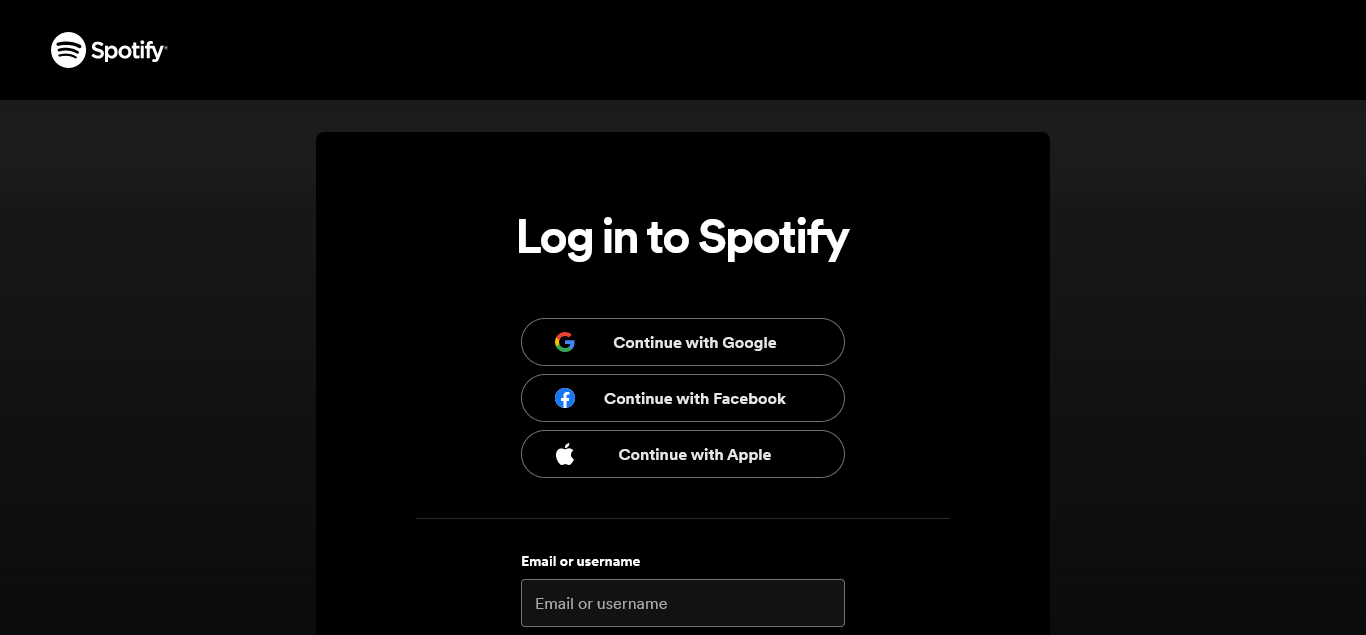 Spotify
Log in to Spotify
Continue with Google
Continue with Facebook
Continue with Apple
Email or username
Email or username